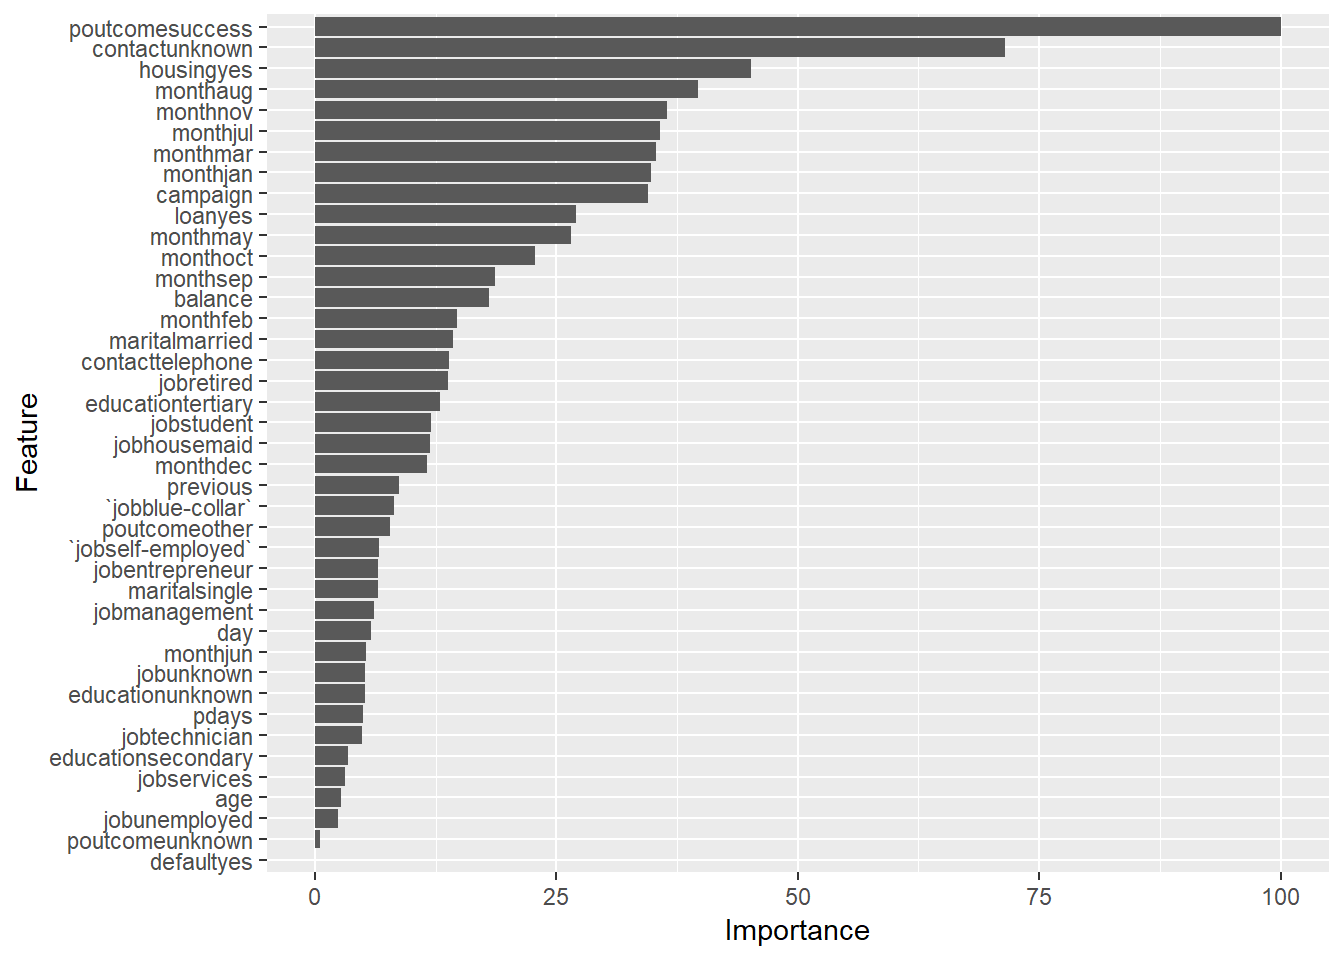 poutcomesuccess
contactunknown
housingyes
monthaug
monthnov
monthjul
monthmar
monthjan
campaign
loanyes
monthmay
monthoct
monthsep
balance
monthfeb
maritalmarried
contacttelephone
jobretired
educationtertiary
jobstudent
jobhousemaid
monthdec
previous
`jobblue-collar`
poutcomeother
`jobself-employed`
jobentrepreneur
maritalsingle
jobmanagement
day
monthjun
jobunknown
educationunknown
pdays
jobtechnician
educationsecondary
jobservices
age
jobunemployed
poutcomeunknown
defaultyes
Feature
0 25 50 75 100
Importance